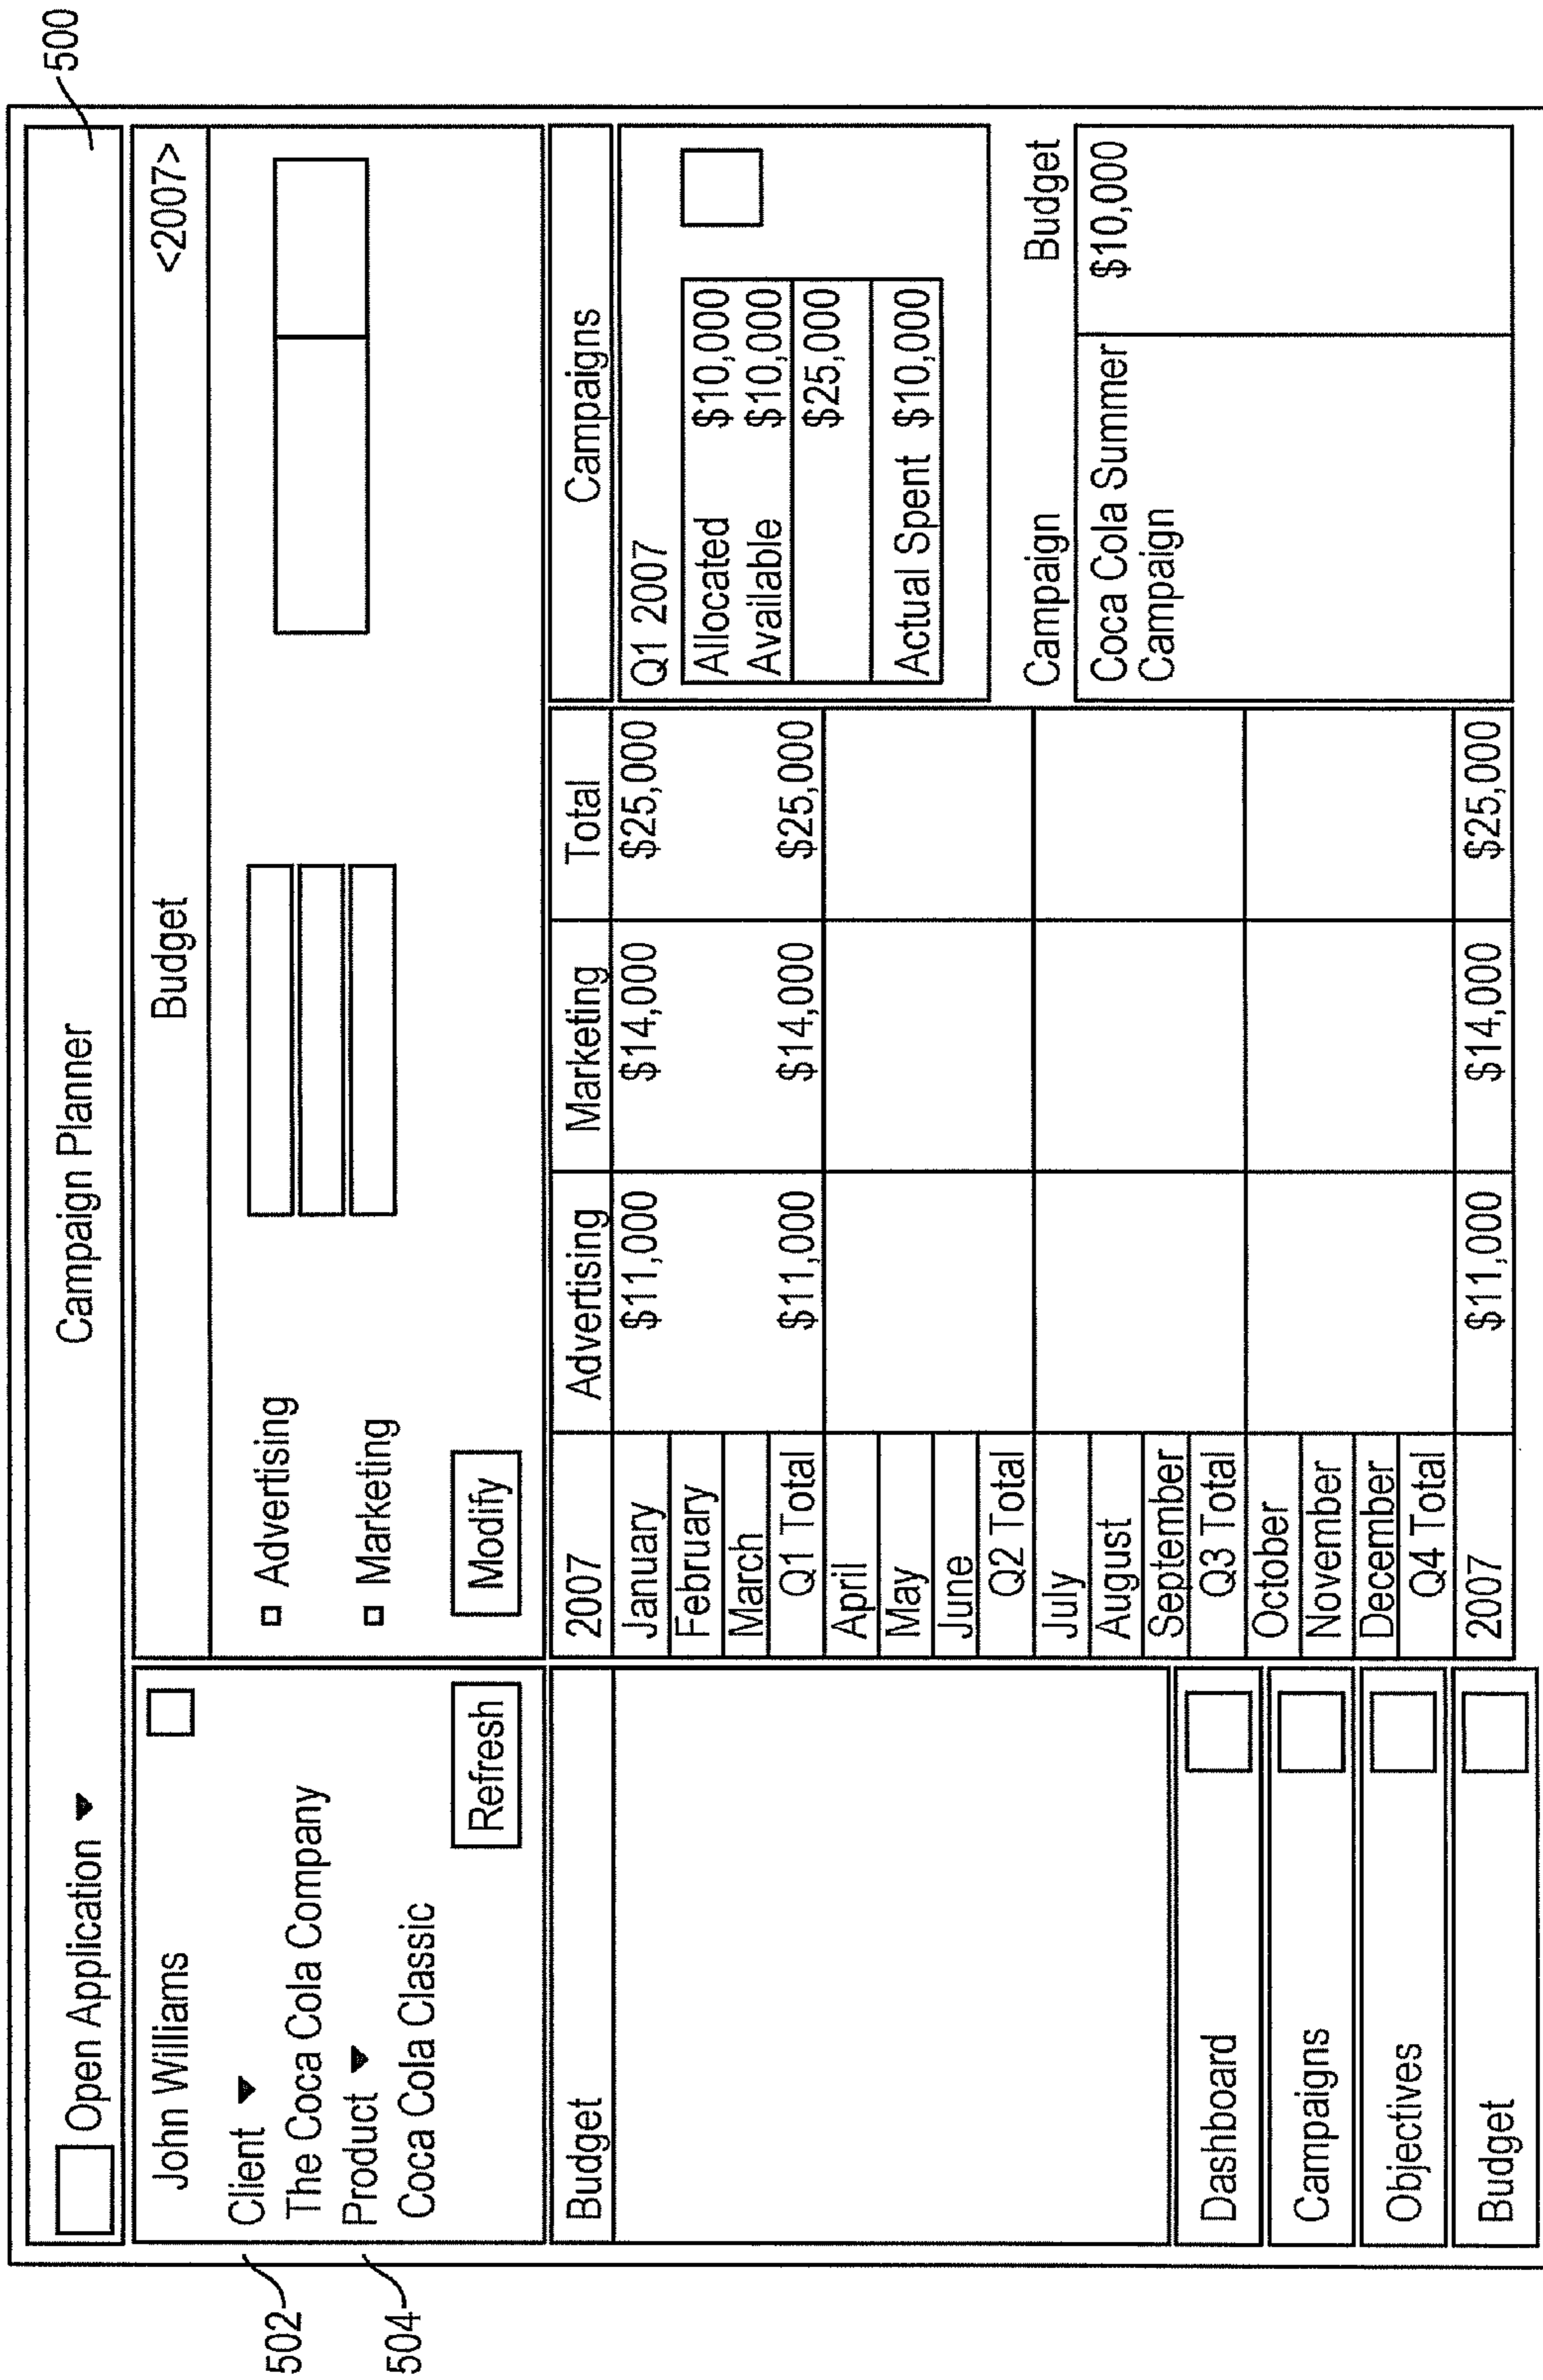 500
Campaign Planner
Open Application
John Williams
502
Client
The Coca Cola Company
504
Product
Coca Cola Classic
Refresh
Budget
<2007>
Advertising
Marketing
Modify
Budget
Dashboard
Campaigns
Objectives
Budget
2007 Advertising Marketing Total
January $11,000 $14,000 $25,000
February
March
Q1 Total $11,000 $14,000 $25,000
April
May
June
Q2 Total
July
August
September
Q3 Total
October
November
December
Q4 Total
2007 $11,000 $14,000 $25,000
Campaigns
Q1 2007
Allocated $10,000
Available $10,000
$25,000
Actual Spent $10,000
Campaign Budget
Coca Cola Summer $10,000
Campaign